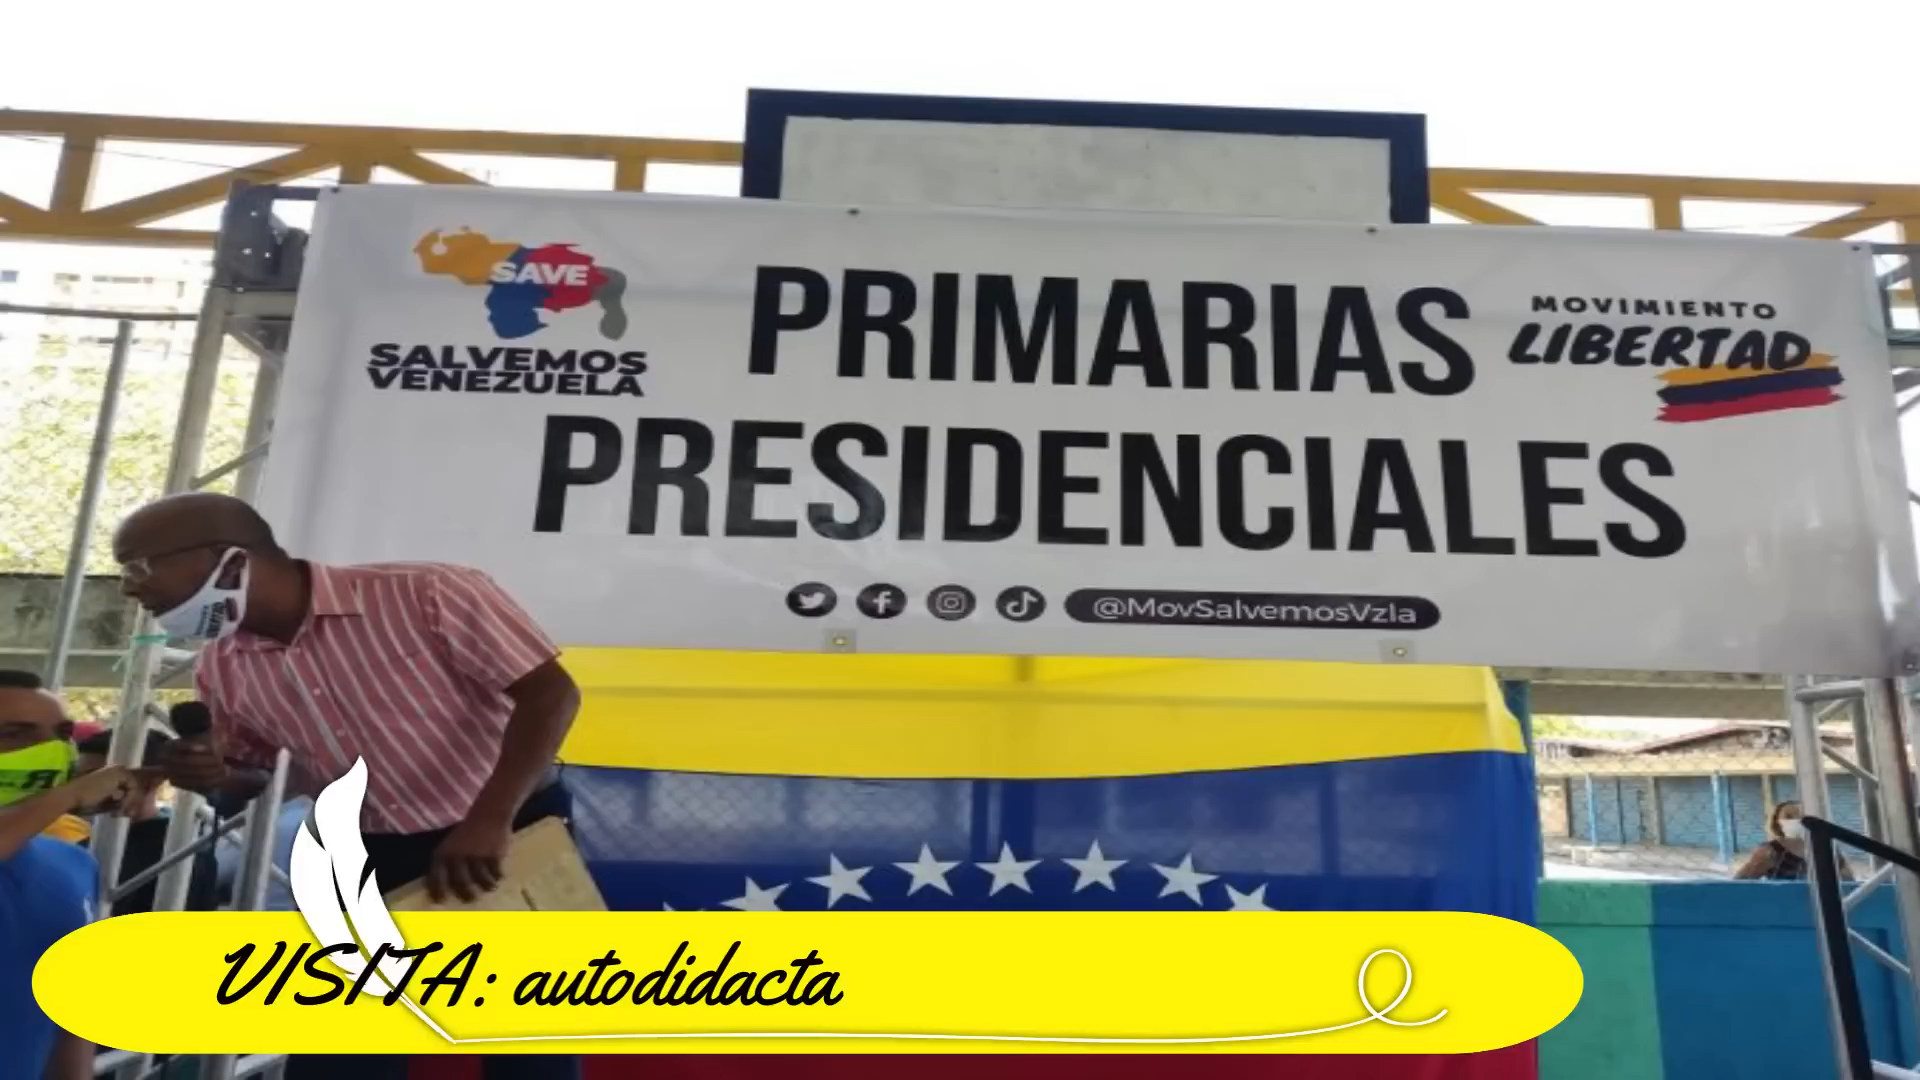 SAVE
SALVEMOS
VENEZUELA
PRIMARIAS
PRESIDENCIALES
MOVIMIENTO
LIBERTAD
@MovSalvemosVzla
VISITA: autodidacta